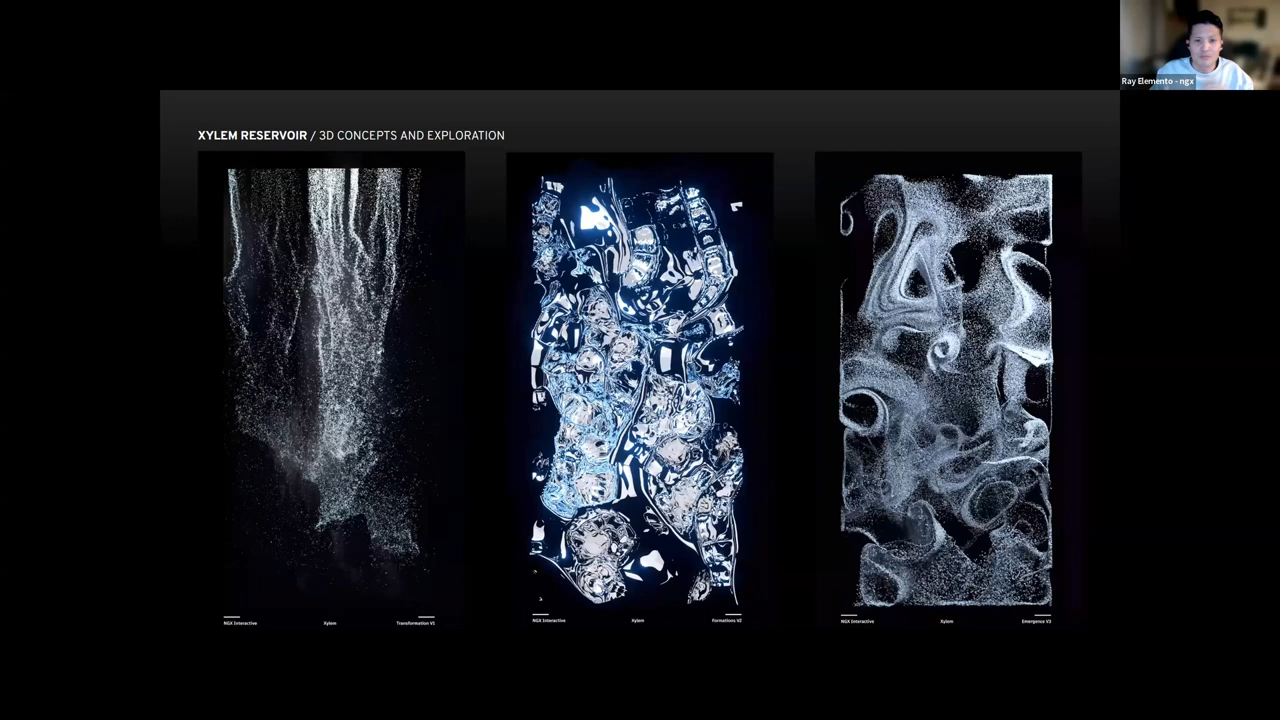 Ray Elemento - ngx
XYLEM RESERVOIR / 3D CONCEPTS AND EXPLORATION
NGX Interactive Xylem Transformation V1
NGX Interactive Xylem Formations V2
NGX Interactive Xylem Emergence V3